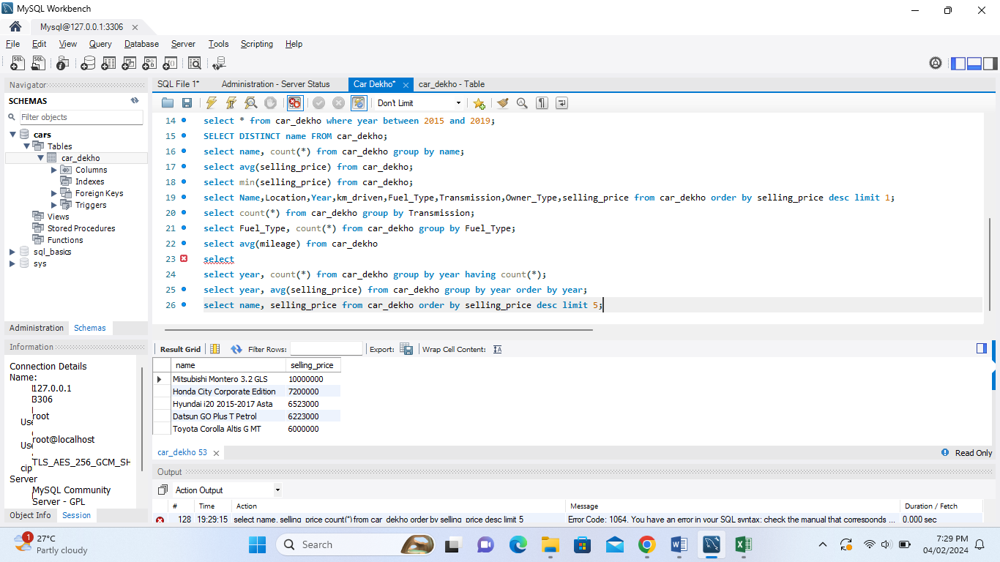 MySQL Workbench
Mysql@127.0.0.1:3306
File Edit View Query Database Server Tools Scripting Help
Navigator
SCHEMAS
Filter objects
cars
Tables
car_dekho
Columns
Indexes
Foreign Keys
Triggers
Views
Stored Procedures
Functions
sql_basics
sys
Administration Schemas
Information
Connection Details
Name:
127.0.0.1
3306
root
root@localhost
TLS_AES_256_GCM_SH
Server
MySQL Community
Server - GPL
Object Info Session
SQL File 1* Administration - Server Status Car Dekho* car_dekho - Table
Don't Limit
14 select * from car_dekho where year between 2015 and 2019;
15 SELECT DISTINCT name FROM car_dekho;
16 select name, count(*) from car_dekho group by name;
17 select avg(selling_price) from car_dekho;
18 select min(selling_price) from car_dekho;
19 select Name,Location,Year,km_driven,Fuel_Type,Transmission,Owner_Type,selling_price from car_dekho order by selling_price desc limit 1;
20 select count(*) from car_dekho group by Transmission;
21 select Fuel_Type, count(*) from car_dekho group by Fuel_Type;
22 select avg(mileage) from car_dekho
23 select
24 select year, count(*) from car_dekho group by year having count(*);
25 select year, avg(selling_price) from car_dekho group by year order by year;
26 select name, selling_price from car_dekho order by selling_price desc limit 5;
Result Grid Filter Rows: Export: Wrap Cell Content:
name selling_price
Mitsubishi Montero 3.2 GLS 10000000
Honda City Corporate Edition 7200000
Hyundai i20 2015-2017 Asta 6523000
Datsun GO Plus T Petrol 6223000
Toyota Corolla Altis G MT 6000000
car_dekho 53
Read Only
Output
Action Output
# Time Action Message Duration / Fetch
128 19:29:15 select name, selling_price count(*) from car_dekho order by selling_price desc limit 5 Error Code: 1064. You have an error in your SQL syntax; check the manual that corresponds ... 0.000 sec
1
27°C
Partly cloudy
Search
7:29 PM
04/02/2024